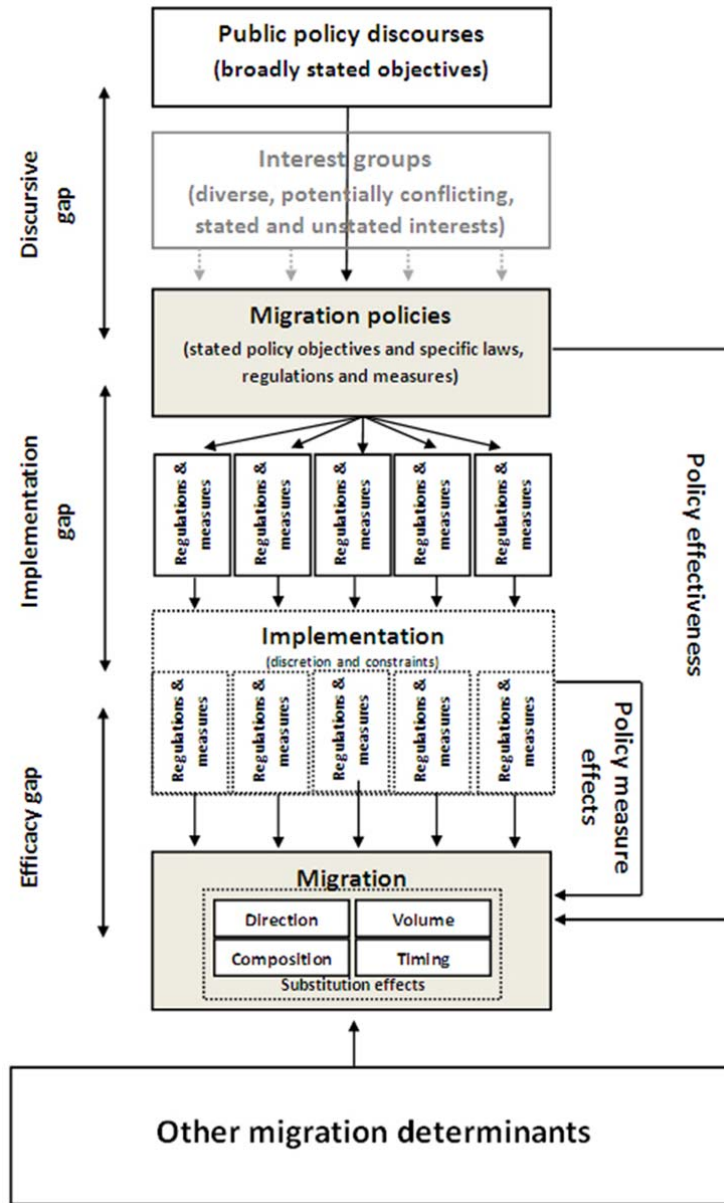 Public policy discourses
(broadly stated objectives)
Discursive
gap
Interest groups
(diverse, potentially conflicting,
stated and unstated interests)
Migration policies
(stated policy objectives and specific laws,
regulations and measures)
Implementation
gap
Regulations &
measures
Regulations &
measures
Regulations &
measures
Regulations &
measures
Regulations &
measures
Policy effectiveness
Implementation
(discretion and constraints)
Regulations &
measures
Regulations &
measures
Regulations &
measures
Regulations &
measures
Regulations &
measures
Policy measure
effects
Efficacy gap
Migration
Direction
Volume
Composition
Timing
Substitution effects
Other migration determinants